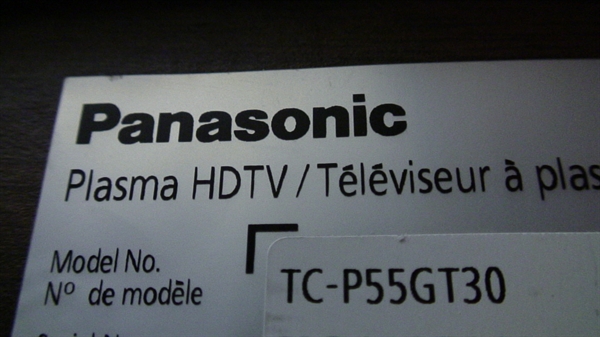 Panasonic
Plasma HDTV / Téléviseur à plas
Model No.
Nº de modèle
TC-P55GT30